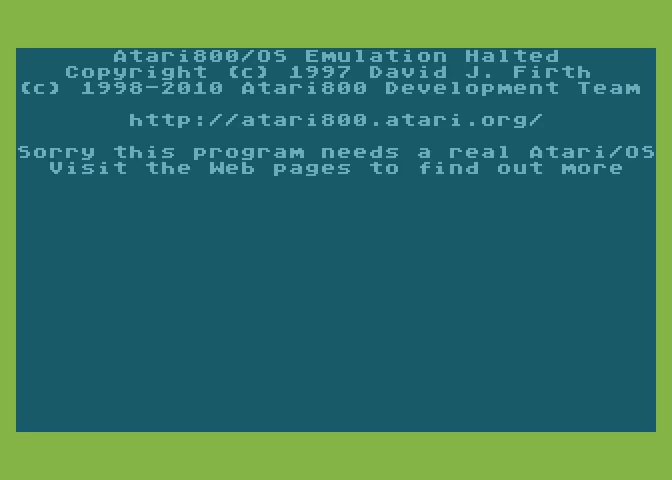 Atari800/OS Emulation Halted
Copyright (c) 1997 David J. Firth
(c) 1998-2010 Atari800 Development Team
http://atari800.atari.org/
Sorry this program needs a real Atari/OS
Visit the Web pages to find out more